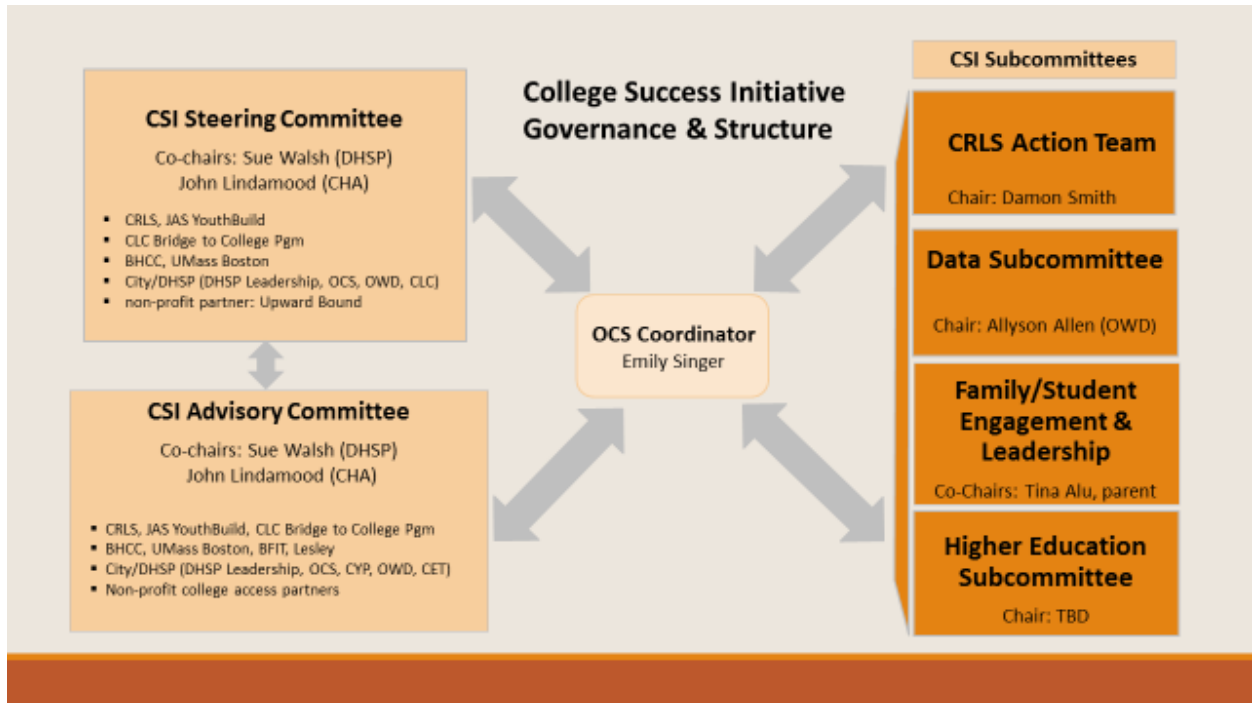 College Success Initiative
Governance & Structure
CSI Steering Committee
Co-chairs: Sue Walsh (DHSP)
John Lindamood (CHA)
▪ CRLS, JAS YouthBuild
▪ CLC Bridge to College Pgm
▪ BHCC, UMass Boston
▪ City/DHSP (DHSP Leadership, OCS, OWD, CLC)
▪ non-profit partner: Upward Bound
CSI Advisory Committee
Co-chairs: Sue Walsh (DHSP)
John Lindamood (CHA)
▪ CRLS, JAS YouthBuild, CLC Bridge to College Pgm
▪ BHCC, UMass Boston, BFIT, Lesley
▪ City/DHSP (DHSP Leadership, OCS, CYP, OWD, CET)
▪ Non-profit college access partners
OCS Coordinator
Emily Singer
CSI Subcommittees
CRLS Action Team
Chair: Damon Smith
Data Subcommittee
Chair: Allyson Allen (OWD)
Family/Student
Engagement &
Leadership
Co-Chairs: Tina Alu, parent
Higher Education
Subcommittee
Chair: TBD